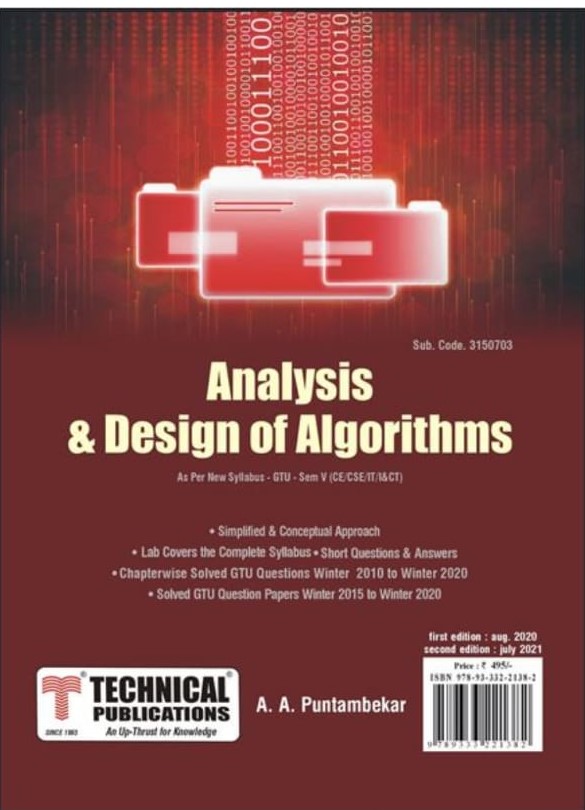 Sub. Code. 3150703
Analysis
& Design of Algorithms
As Per New Syllabus - GTU - Sem V (CE/CSE/IT/I&CT)
• Simplified & Conceptual Approach
• Lab Covers the Complete Syllabus • Short Questions & Answers
• Chapterwise Solved GTU Questions Winter 2010 to Winter 2020
• Solved GTU Question Papers Winter 2015 to Winter 2020
first edition : aug. 2020
second edition : july 2021
Price : ₹ 495/-
ISBN 978-93-332-2138-2
9 789333 221382
TECHNICAL®
PUBLICATIONS
SINCE 1993 An Up-Thrust for Knowledge
A. A. Puntambekar